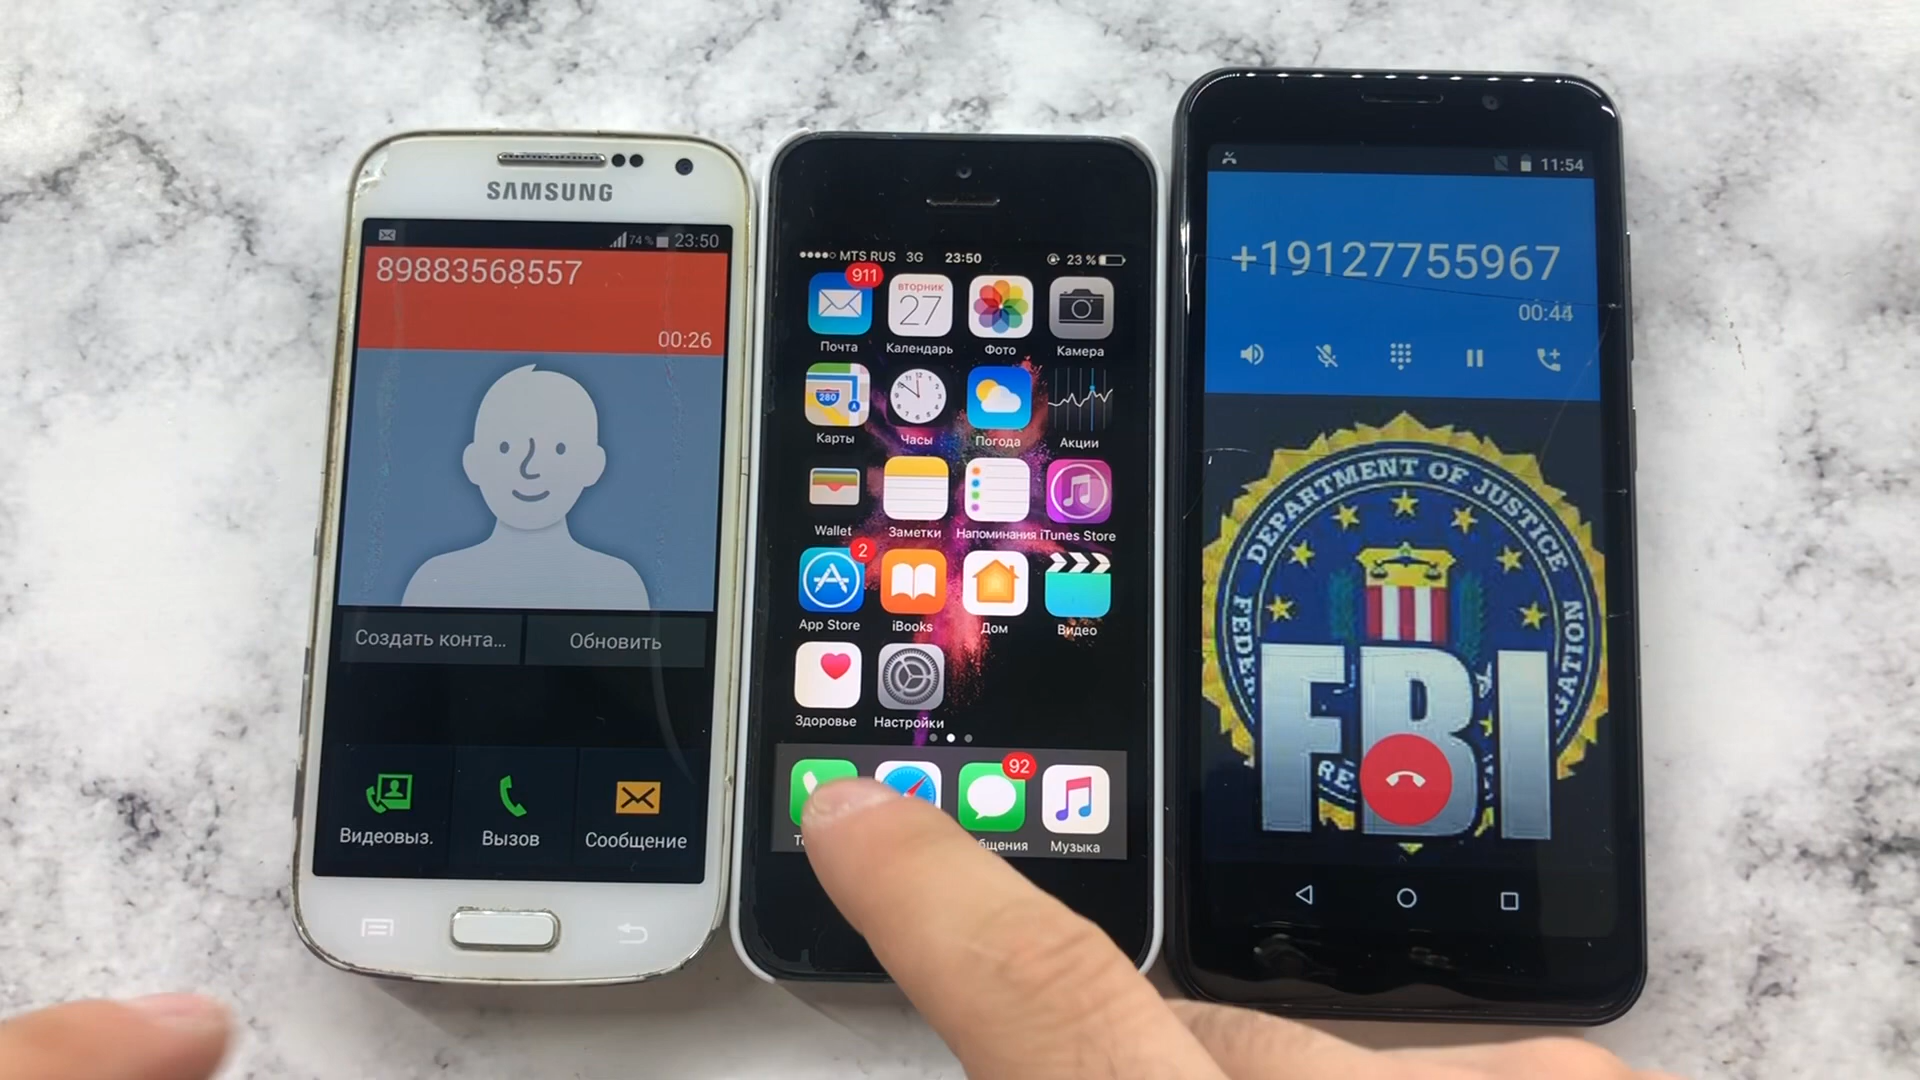 SAMSUNG
74 % 23:50
89883568557
00:26
Создать конта...
Обновить
Видеовыз.
Вызов
Сообщение
MTS RUS 3G 23:50 23 %
911
вторник
27
Почта Календарь Фото Камера
280
Карты Часы Погода Акции
Wallet Заметки Напоминания iTunes Store
2
App Store iBooks Дом Видео
Здоровье Настройки
92
Музыка
11:54
+19127755967
00:44
DEPARTMENT OF JUSTICE
FBI